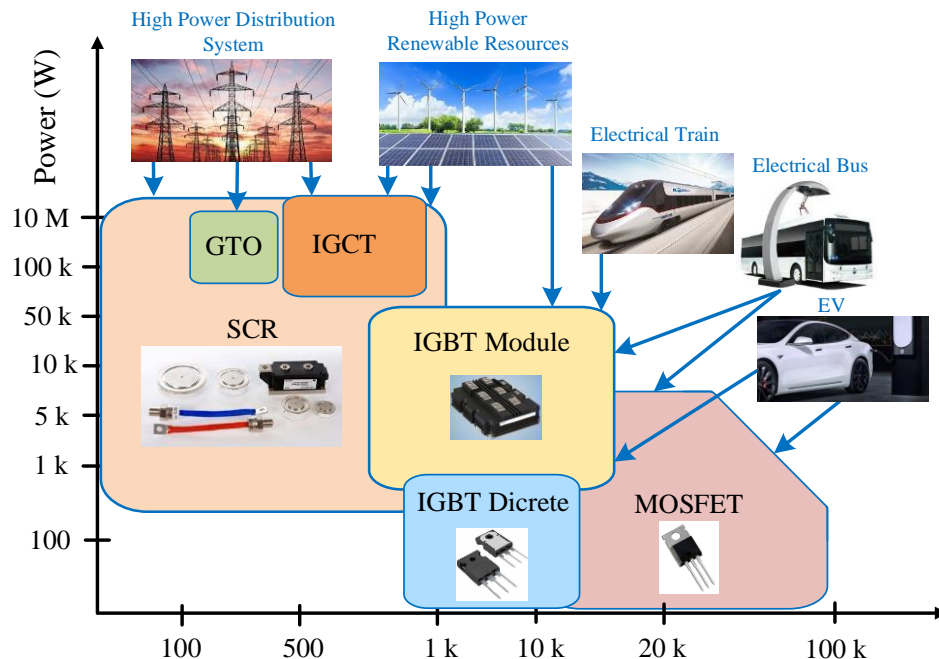 High Power Distribution
System
High Power
Renewable Resources
Electrical Train
Electrical Bus
EV
Power (W)
10 M
100 k
50 k
10 k
5 k
1 k
100
GTO
IGCT
SCR
IGBT Module
IGBT Dicrete
MOSFET
100
500
1 k
10 k
20 k
100 k